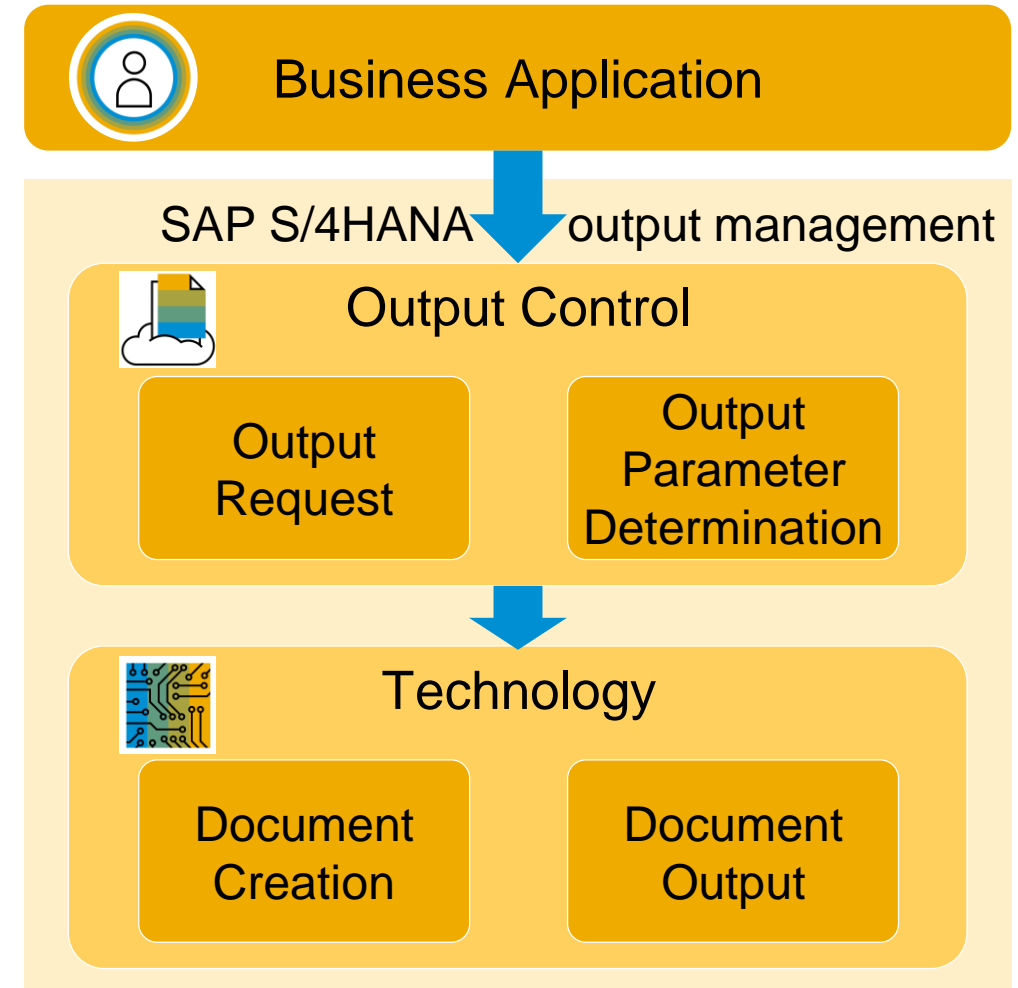 Business Application
SAP S/4HANA output management
Output Control
Output
Request
Output
Parameter
Determination
Technology
Document
Creation
Document
Output